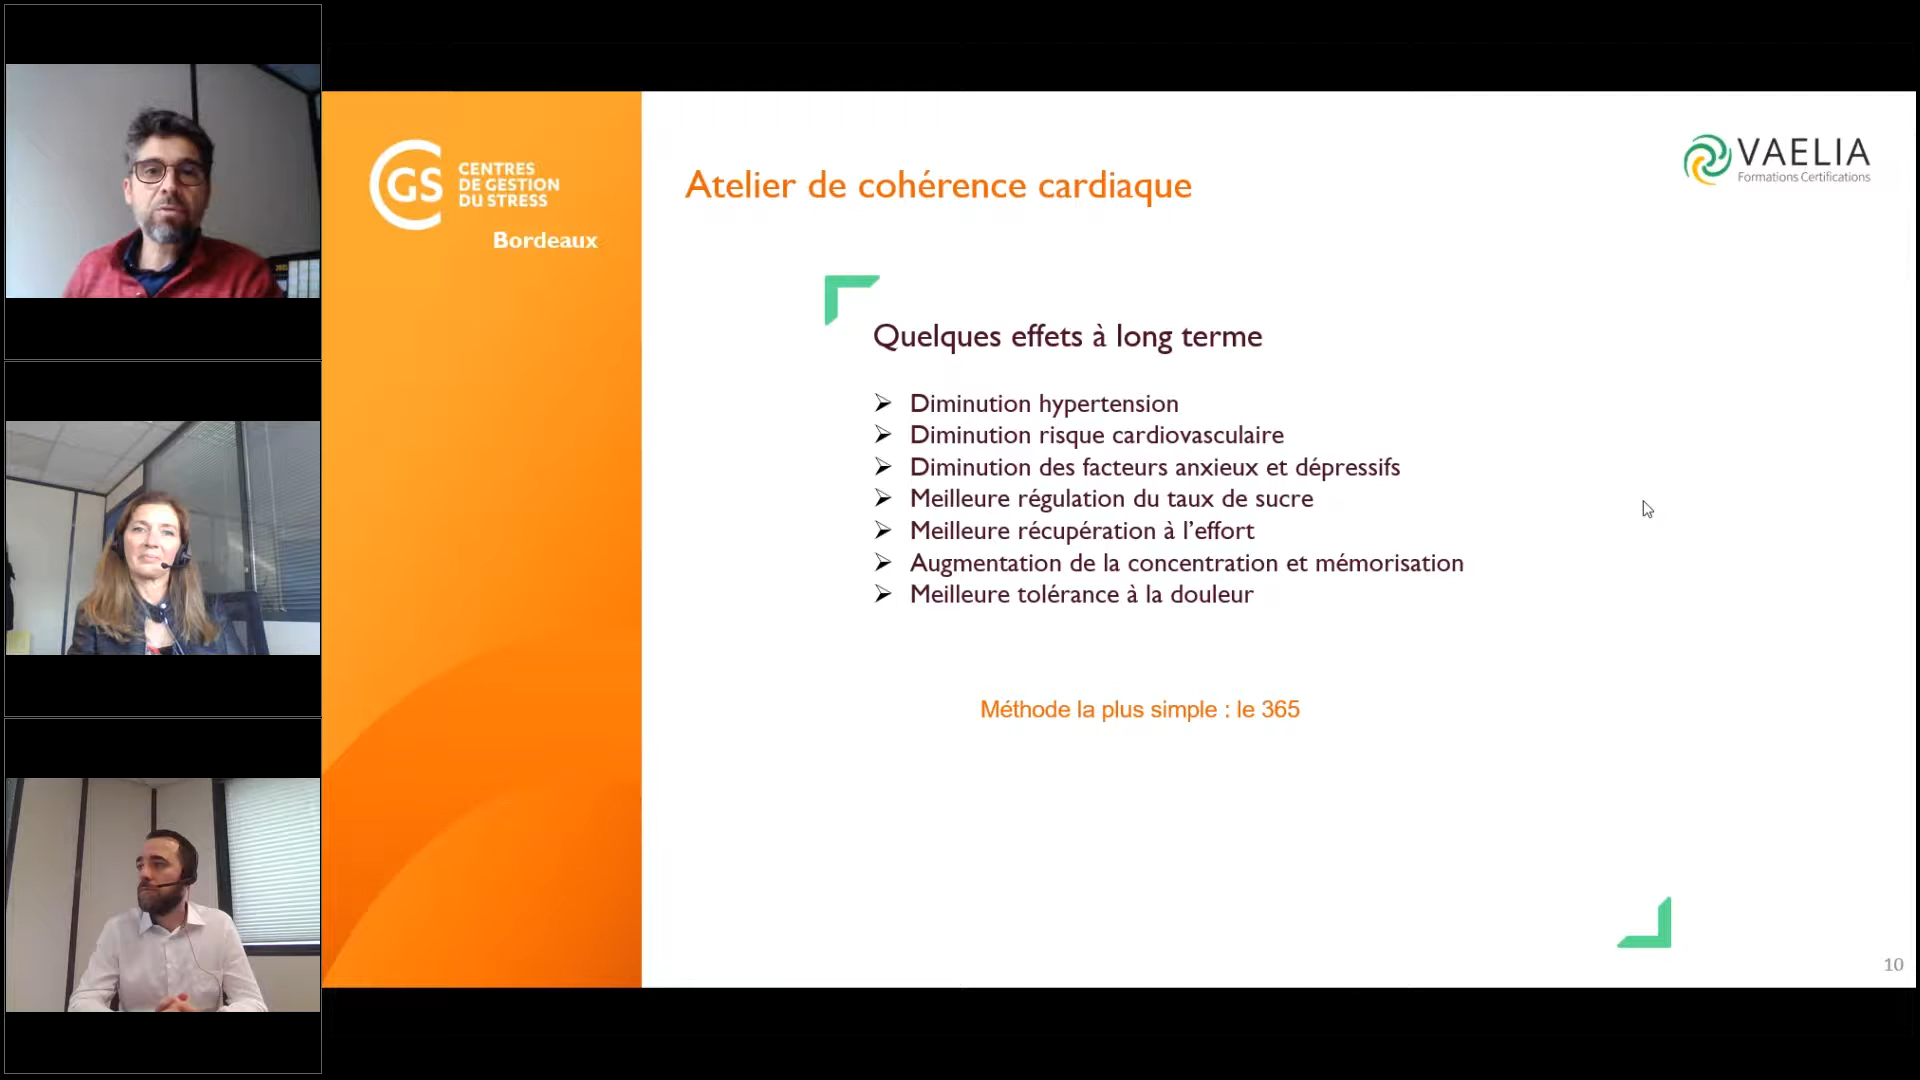 CGS
CENTRES
DE GESTION
DU STRESS
Bordeaux
VAELIA
Formations Certifications
Atelier de cohérence cardiaque
Quelques effets à long terme
➢ Diminution hypertension
➢ Diminution risque cardiovasculaire
➢ Diminution des facteurs anxieux et dépressifs
➢ Meilleure régulation du taux de sucre
➢ Meilleure récupération à l’effort
➢ Augmentation de la concentration et mémorisation
➢ Meilleure tolérance à la douleur
Méthode la plus simple : le 365
10